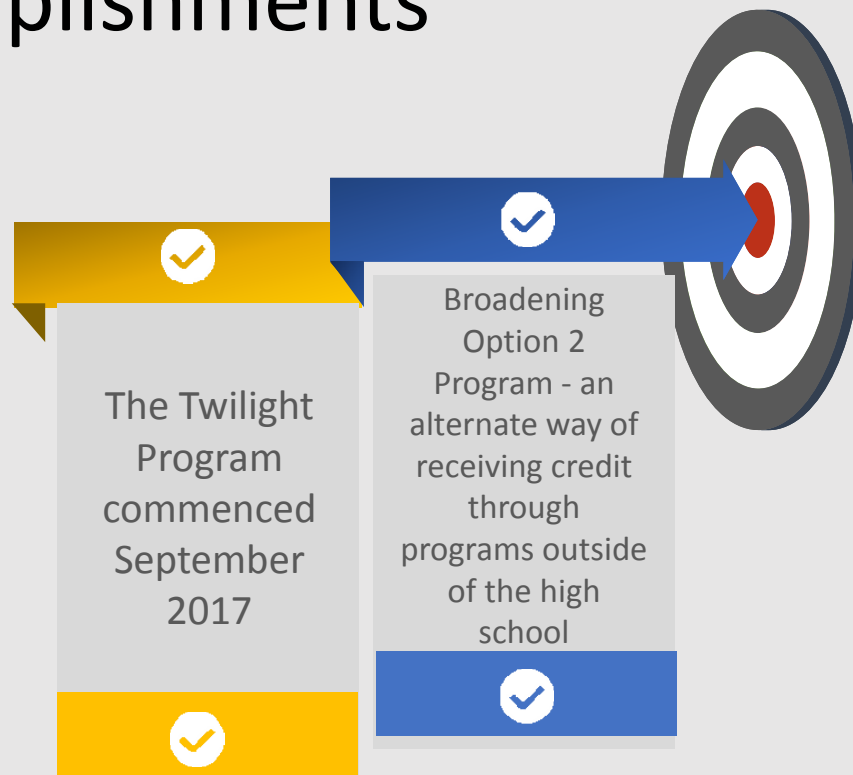 plishments
The Twilight
Program
commenced
September
2017
Broadening
Option 2
Program - an
alternate way of
receiving credit
through
programs outside
of the high
school